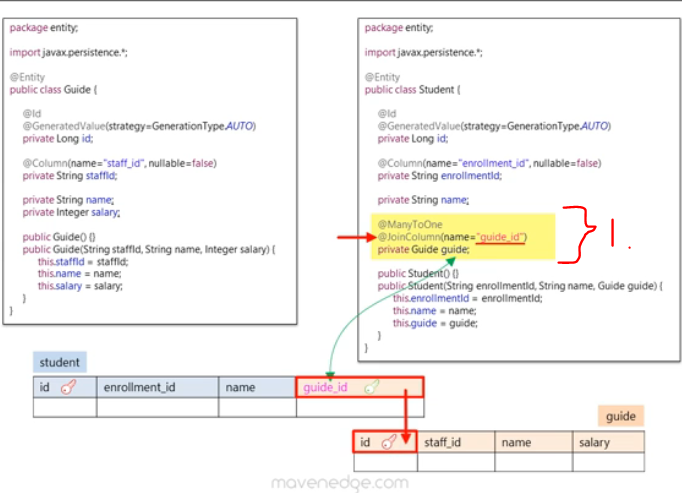 package entity;
import javax.persistence.*;
@Entity
public class Guide {
@Id
@GeneratedValue(strategy=GenerationType.AUTO)
private Long id;
@Column(name="staff_id", nullable=false)
private String staffId;
private String name;
private Integer salary;
public Guide() {}
public Guide(String staffId, String name, Integer salary) {
this.staffId = staffId;
this.name = name;
this.salary = salary;
}
}
package entity;
import javax.persistence.*;
@Entity
public class Student {
@Id
@GeneratedValue(strategy=GenerationType.AUTO)
private Long id;
@Column(name="enrollment_id", nullable=false)
private String enrollmentId;
private String name;
@ManyToOne
@JoinColumn(name="guide_id")
private Guide guide;
public Student() {}
public Student(String enrollmentId, String name, Guide guide) {
this.enrollmentId = enrollmentId;
this.name = name;
this.guide = guide;
}
}
1.
student
id enrollment_id name guide_id
guide
id staff_id name salary
mavenedge.com